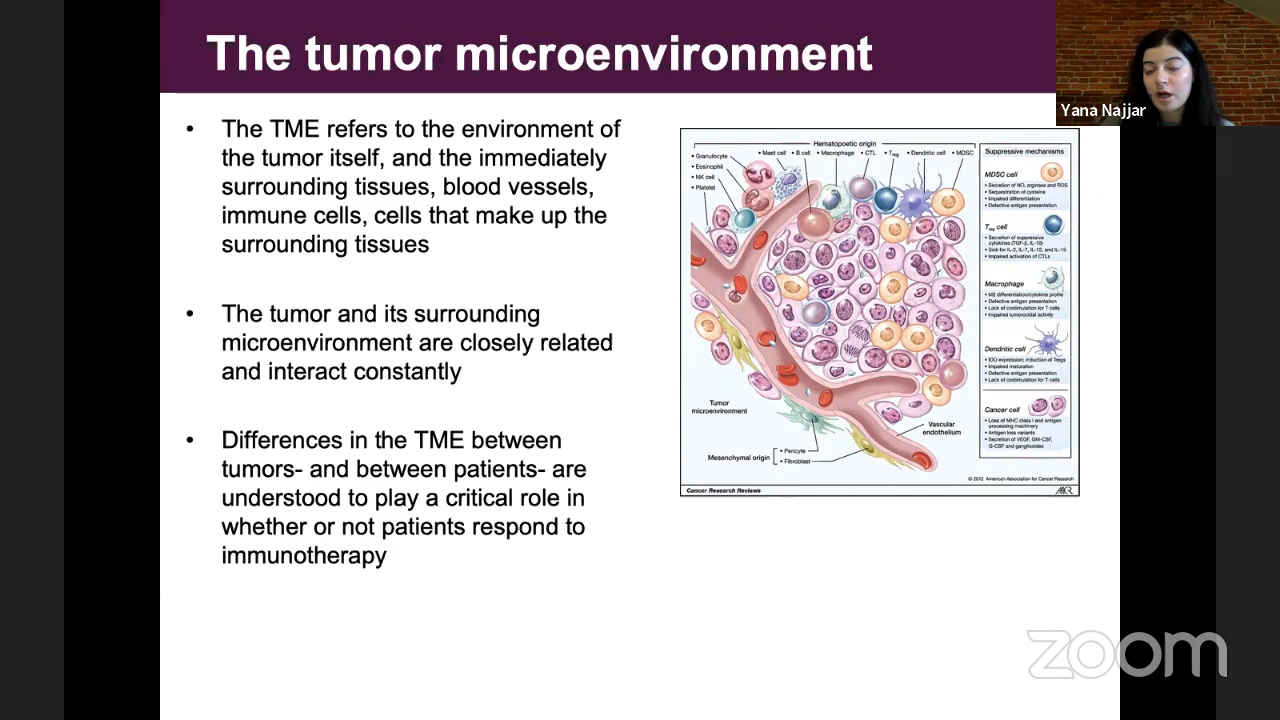 The tumor microenvironment
Yana Najjar
• The TME refers to the environment of
the tumor itself, and the immediately
surrounding tissues, blood vessels,
immune cells, cells that make up the
surrounding tissues
• The tumor and its surrounding
microenvironment are closely related
and interact constantly
• Differences in the TME between
tumors- and between patients- are
understood to play a critical role in
whether or not patients respond to
immunotherapy
Hematopoetic origin
• Granulocyte
• Eosinophil
• NK cell
• Platelet
• Mast cell • B cell • Macrophage • CTL • Treg • Dendritic cell • MDSC
Tumor
microenvironment
Vascular
endothelium
Mesenchymal origin
• Pericyte
• Fibroblast
Suppressive mechanisms
MDSC cell
• Secretion of NO, arginase and ROS
• Sequestration of cysteine
• Impaired differentiation
• Defective antigen presentation
Treg cell
• Secretion of suppressive
cytokines (TGF-β, IL-10)
• Sink for IL-2, IL-7, IL-12, and IL-15
• Impaired activation of CTLs
Macrophage
• M2 differentiation/cytokine profile
• Defective antigen presentation
• Lack of costimulation for T cells
• Impaired tumorocidal activity
Dendritic cell
• IDO expression; induction of Tregs
• Impaired maturation
• Defective antigen presentation
• Lack of costimulation for T cells
Cancer cell
• Loss of MHC class I and antigen
processing machinery
• Antigen loss variants
• Secretion of VEGF, GM-CSF,
G-CSF and gangliosides
© 2012 American Association for Cancer Research
Cancer Research Reviews
AACR
zoom